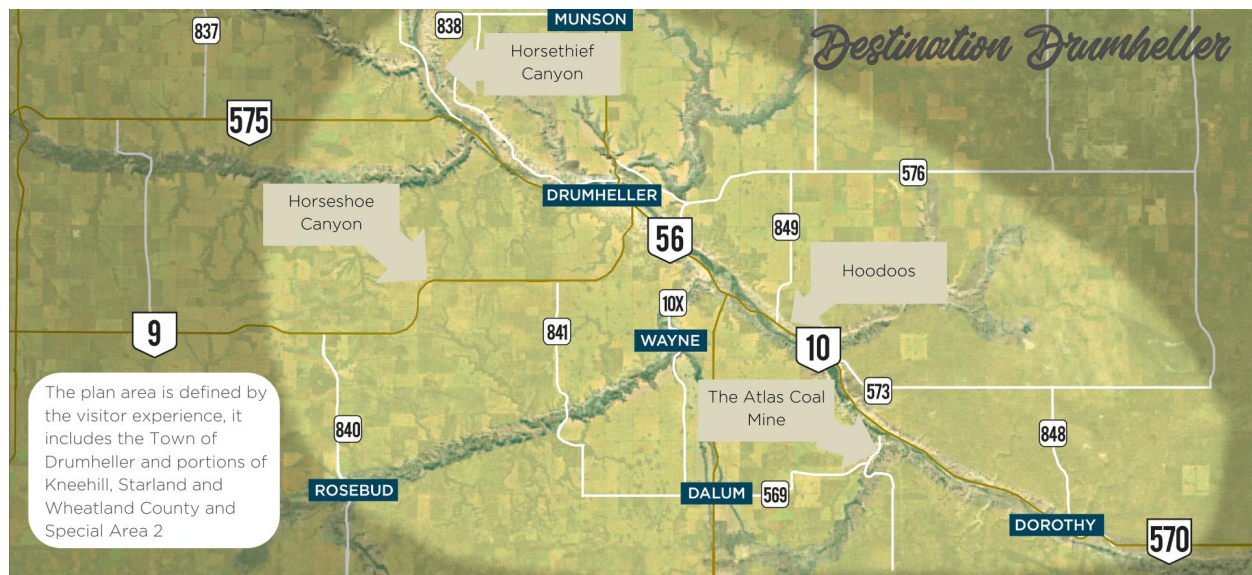 Destination Drumheller
837
838
MUNSON
Horsethief
Canyon
575
576
DRUMHELLER
Horseshoe
Canyon
56
849
Hoodoos
10X
9
841
WAYNE
10
The plan area is defined by
the visitor experience, it
includes the Town of
Drumheller and portions of
Kneehill, Starland and
Wheatland County and
Special Area 2
The Atlas Coal
Mine
573
840
848
ROSEBUD
DALUM
569
DOROTHY
570